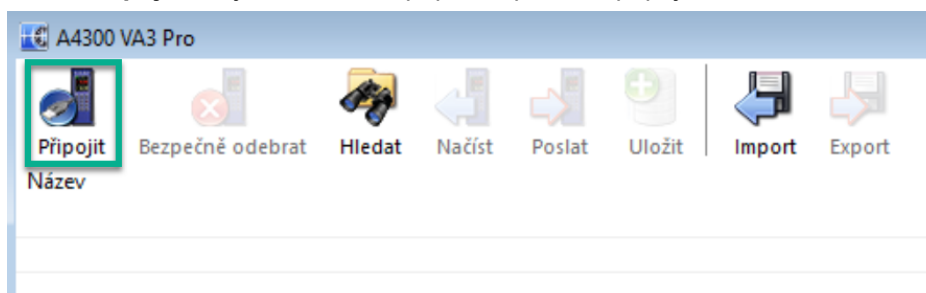 A4300 VA3 Pro
Připojit Bezpečně odebrat Hledat Načíst Poslat Uložit Import Export
Název